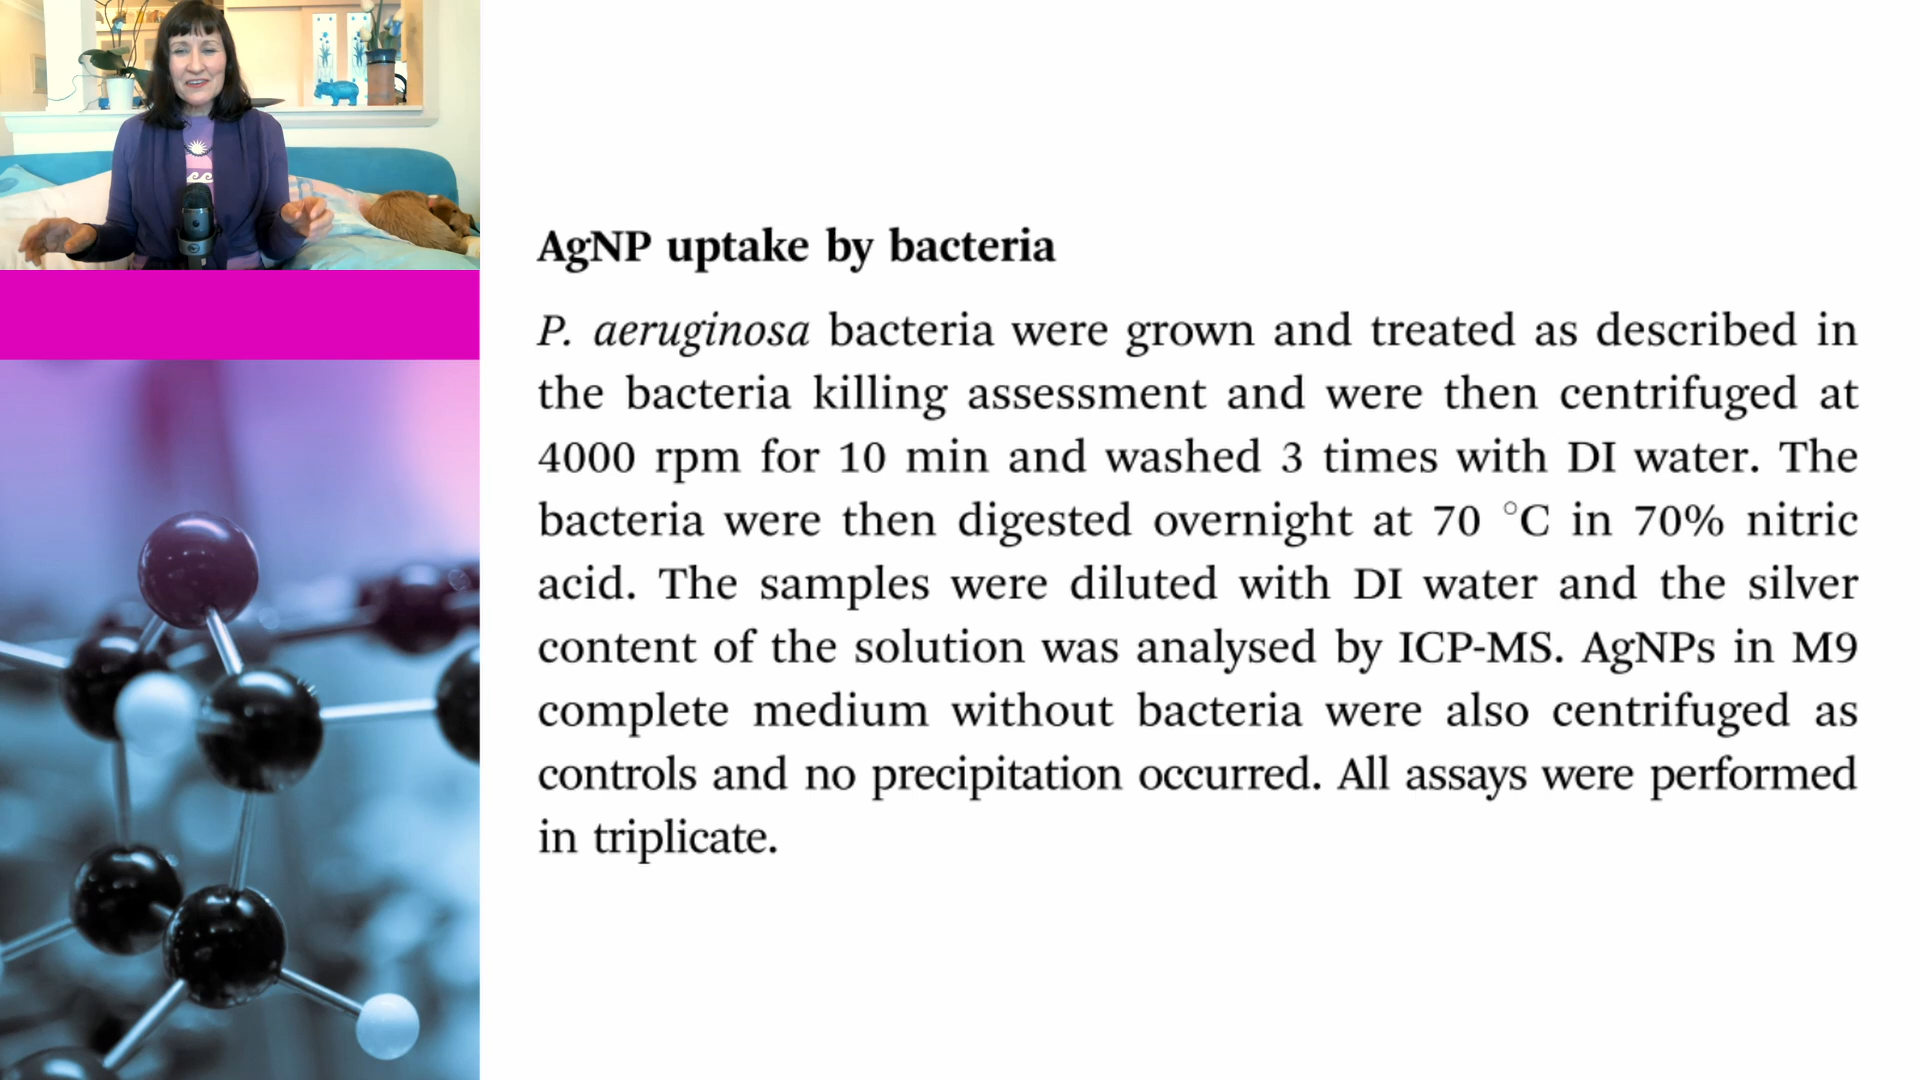 AgNP uptake by bacteria
P. aeruginosa bacteria were grown and treated as described in
the bacteria killing assessment and were then centrifuged at
4000 rpm for 10 min and washed 3 times with DI water. The
bacteria were then digested overnight at 70 °C in 70% nitric
acid. The samples were diluted with DI water and the silver
content of the solution was analysed by ICP-MS. AgNPs in M9
complete medium without bacteria were also centrifuged as
controls and no precipitation occurred. All assays were performed
in triplicate.